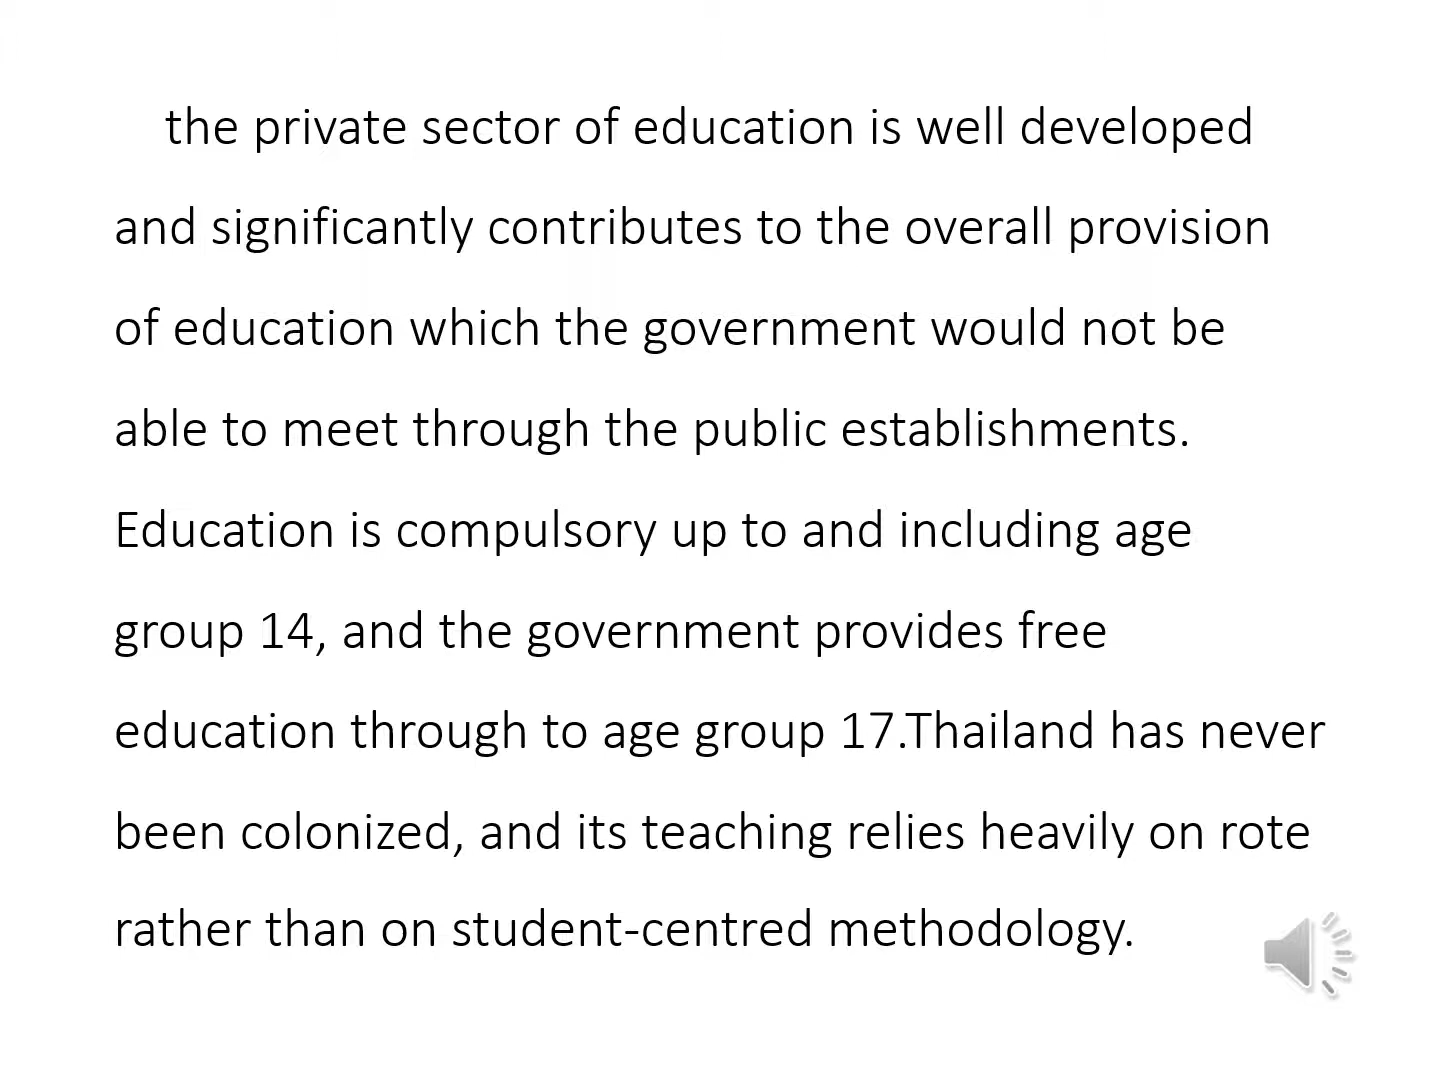 the private sector of education is well developed
and significantly contributes to the overall provision
of education which the government would not be
able to meet through the public establishments.
Education is compulsory up to and including age
group 14, and the government provides free
education through to age group 17.Thailand has never
been colonized, and its teaching relies heavily on rote
rather than on student-centred methodology.